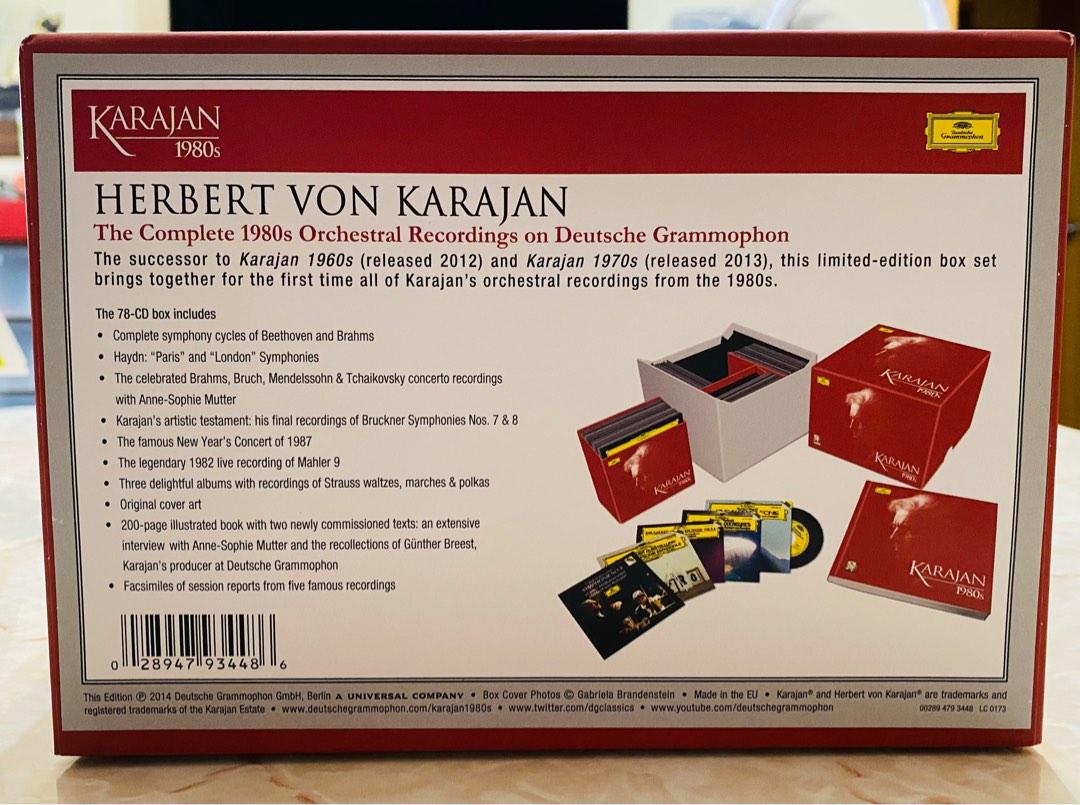 KARAJAN
1980s
Deutsche
Grammophon
HERBERT VON KARAJAN
The Complete 1980s Orchestral Recordings on Deutsche Grammophon
The successor to Karajan 1960s (released 2012) and Karajan 1970s (released 2013), this limited-edition box set
brings together for the first time all of Karajan's orchestral recordings from the 1980s.
The 78-CD box includes
• Complete symphony cycles of Beethoven and Brahms
• Haydn: “Paris” and “London” Symphonies
• The celebrated Brahms, Bruch, Mendelssohn & Tchaikovsky concerto recordings
with Anne-Sophie Mutter
• Karajan's artistic testament: his final recordings of Bruckner Symphonies Nos. 7 & 8
• The famous New Year's Concert of 1987
• The legendary 1982 live recording of Mahler 9
• Three delightful albums with recordings of Strauss waltzes, marches & polkas
• Original cover art
• 200-page illustrated book with two newly commissioned texts: an extensive
interview with Anne-Sophie Mutter and the recollections of Günther Breest,
Karajan's producer at Deutsche Grammophon
• Facsimiles of session reports from five famous recordings
KARAJAN
1980s
KARAJAN
1980s
KARAJAN
1980s
KARAJAN
1980s
0 28947 93448 6
This Edition ℗ 2014 Deutsche Grammophon GmbH, Berlin A UNIVERSAL COMPANY • Box Cover Photos © Gabriela Brandenstein • Made in the EU • Karajan® and Herbert von Karajan® are trademarks and
registered trademarks of the Karajan Estate • www.deutschegrammophon.com/karajan1980s • www.twitter.com/dgclassics • www.youtube.com/deutschegrammophon
00289 479 3448 LC 0173